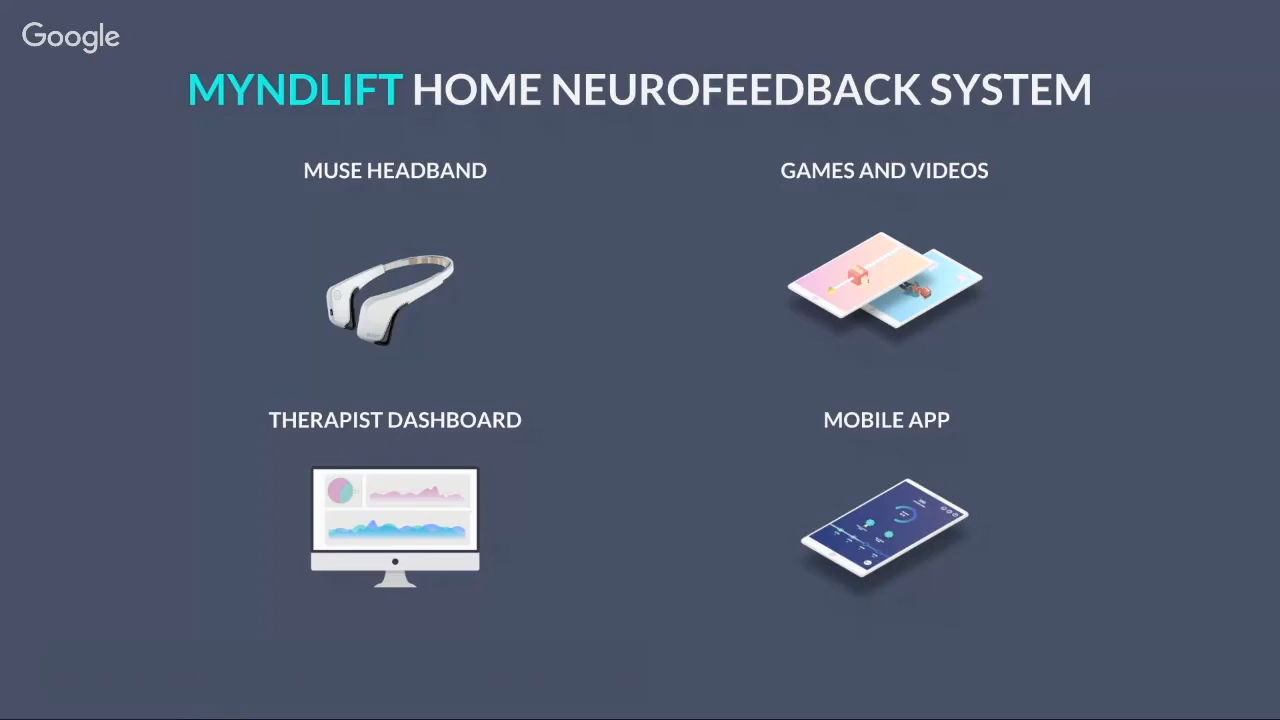 Google
MYNDLIFT HOME NEUROFEEDBACK SYSTEM
MUSE HEADBAND
GAMES AND VIDEOS
THERAPIST DASHBOARD
MOBILE APP